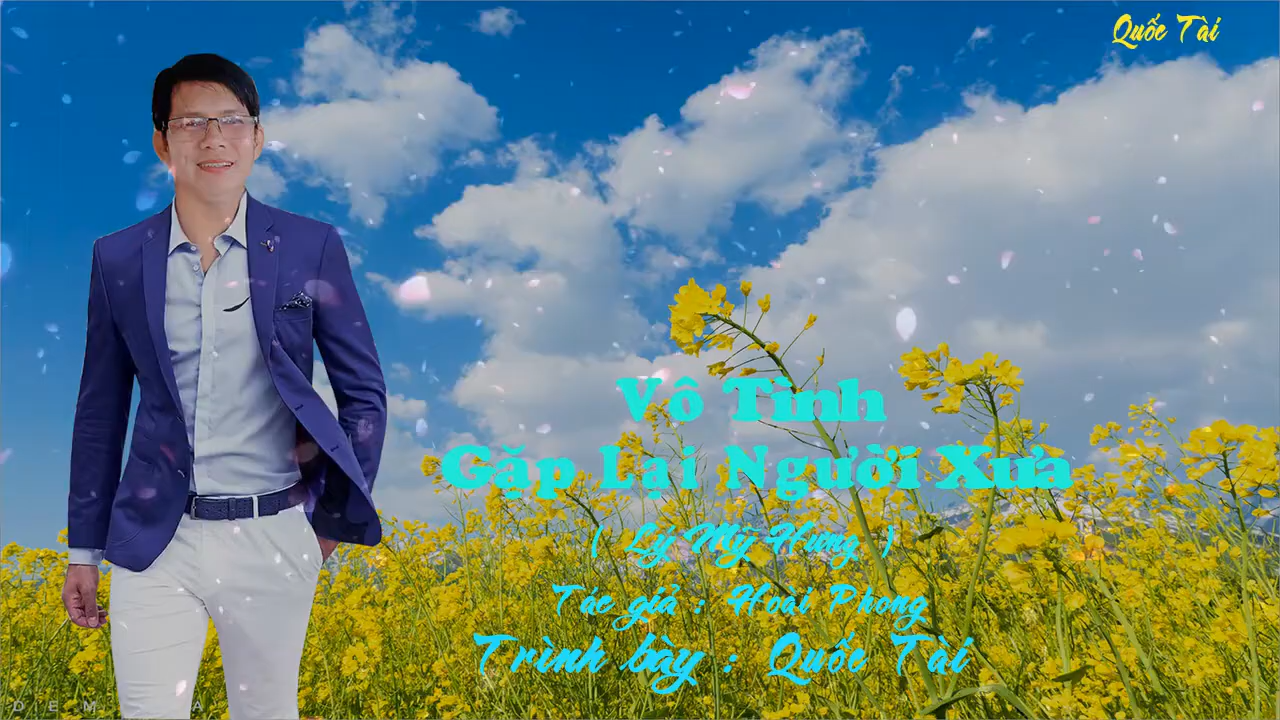 Quốc Tài
Vô Tình
Gặp Lại Người Xưa
( Lý Mỹ Hưng )
Tác giả : Hoài Phong
Trình bày : Quốc Tài